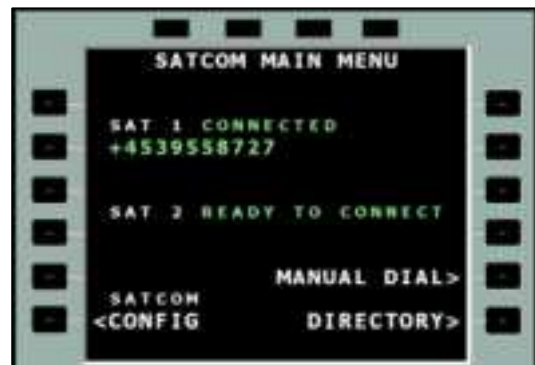 SATCOM MAIN MENU
SAT 1 CONNECTED
+4539558727
SAT 2 READY TO CONNECT
MANUAL DIAL>
SATCOM
<CONFIG DIRECTORY>